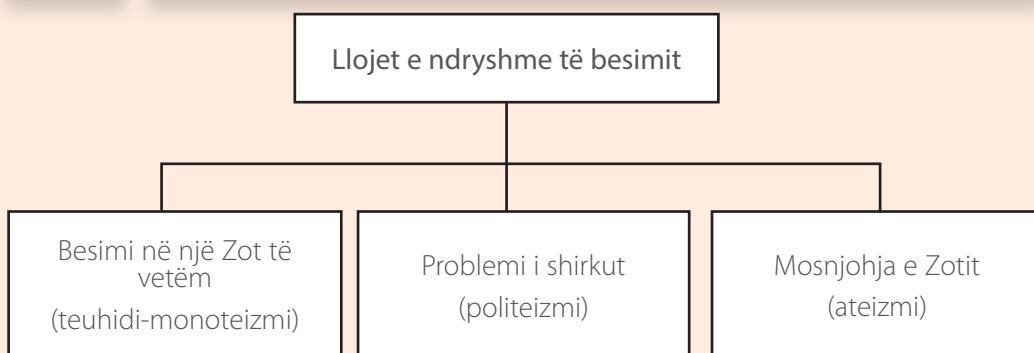 Llojet e ndryshme të besimit
Besimi në një Zot të
vetëm
(teuhidi-monoteizmi)
Problemi i shirkut
(politeizmi)
Mosnjohja e Zotit
(ateizmi)